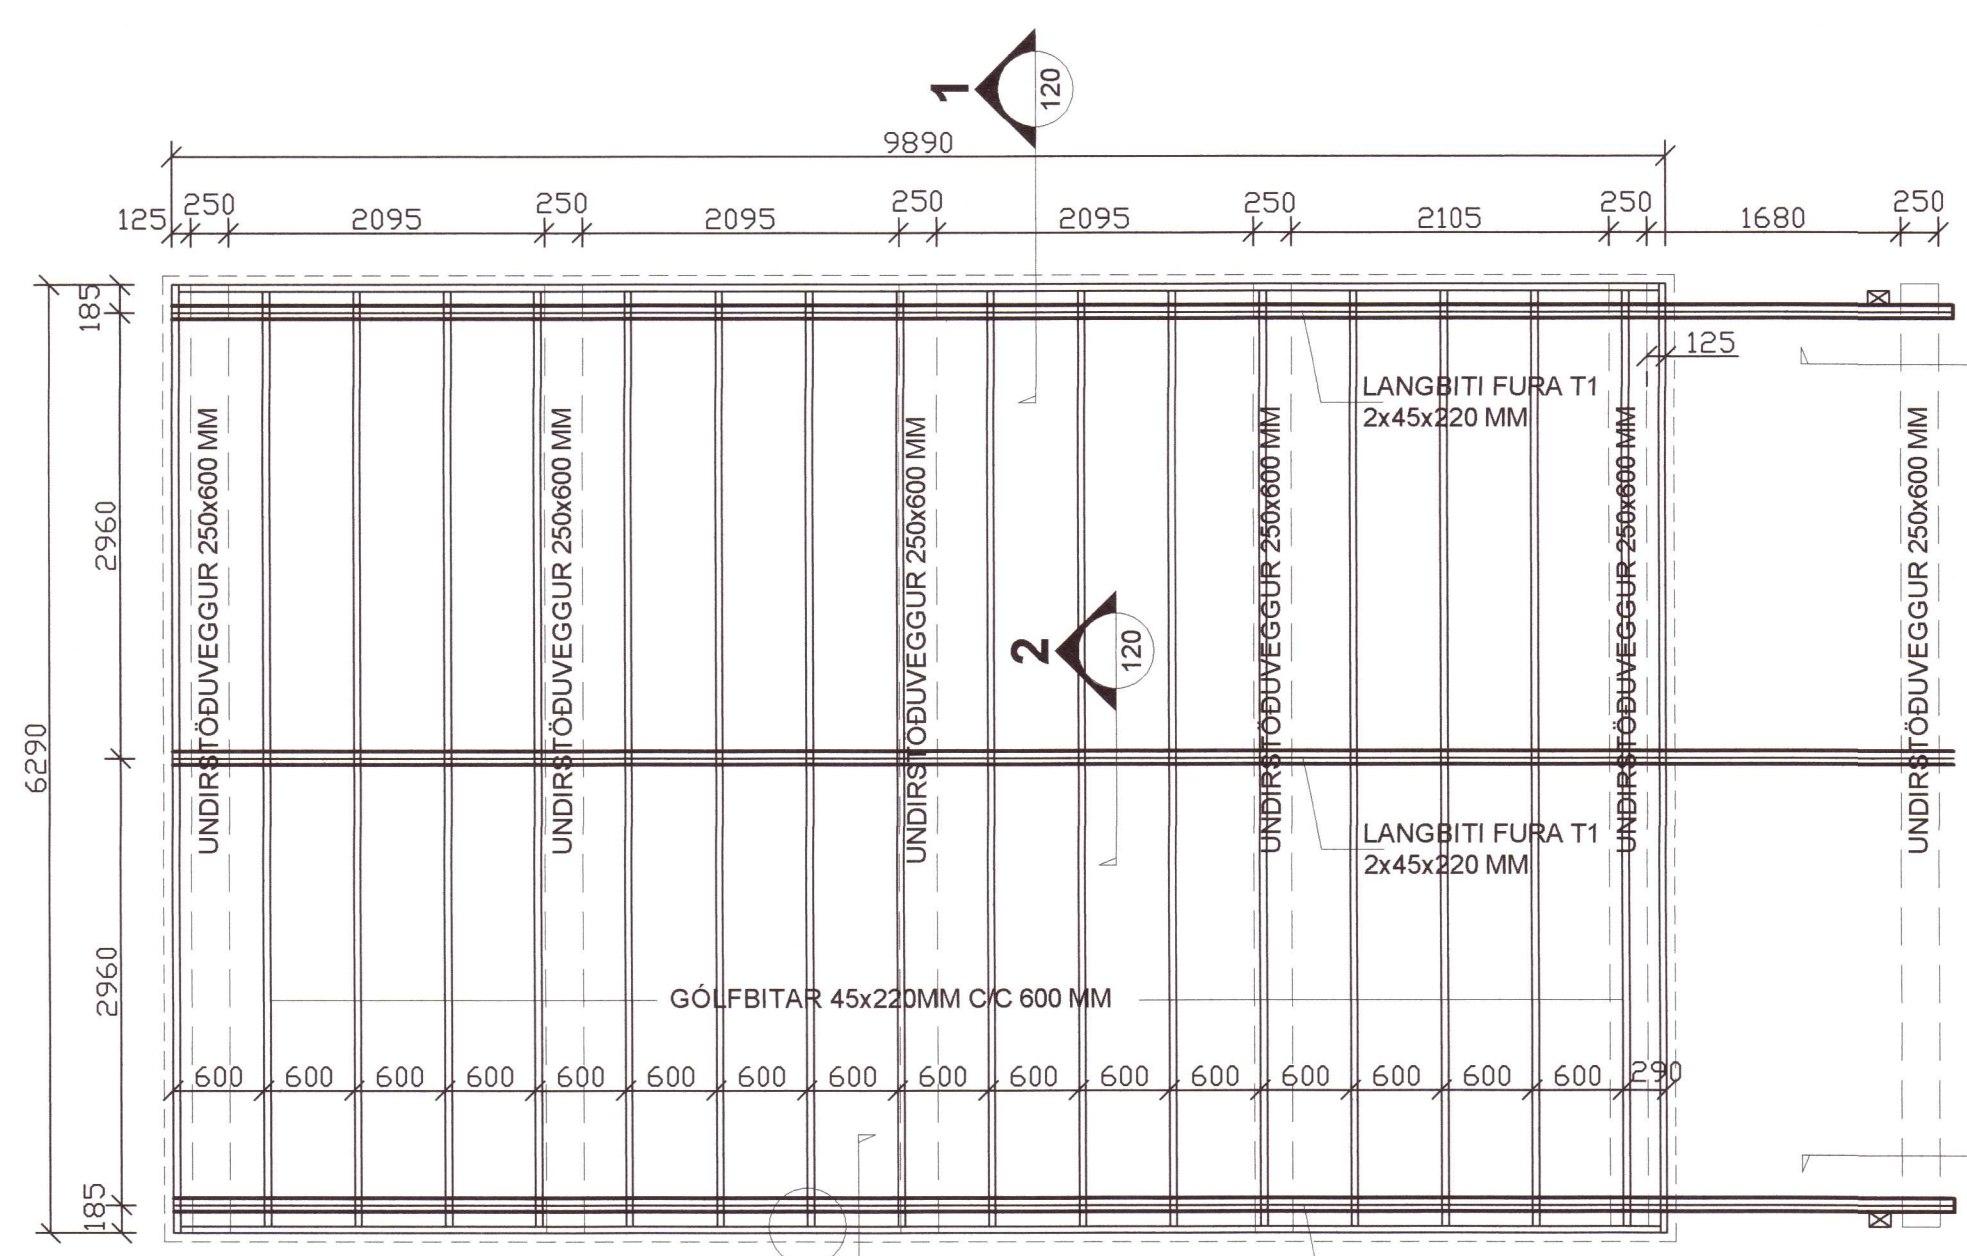 1
120
9890
125
250
2095
250
2095
250
2095
250
2105
250
1680
250
185
2960
6290
2960
185
125
LANGBITI FURA T1
2x45x220 MM
UNDIRSTÖÐUVEGGUR 250x600 MM
UNDIRSTÖÐUVEGGUR 250x600 MM
UNDIRSTÖÐUVEGGUR 250x600 MM
UNDIRSTÖÐUVEGGUR 250x600 MM
UNDIRSTÖÐUVEGGUR 250x600 MM
UNDIRSTÖÐUVEGGUR 250x600 MM
2
120
LANGBITI FURA T1
2x45x220 MM
GÓLFBITAR 45x220MM C/C 600 MM
600 600 600 600 600 600 600 600 600 600 600 600 600 600 600 600 290